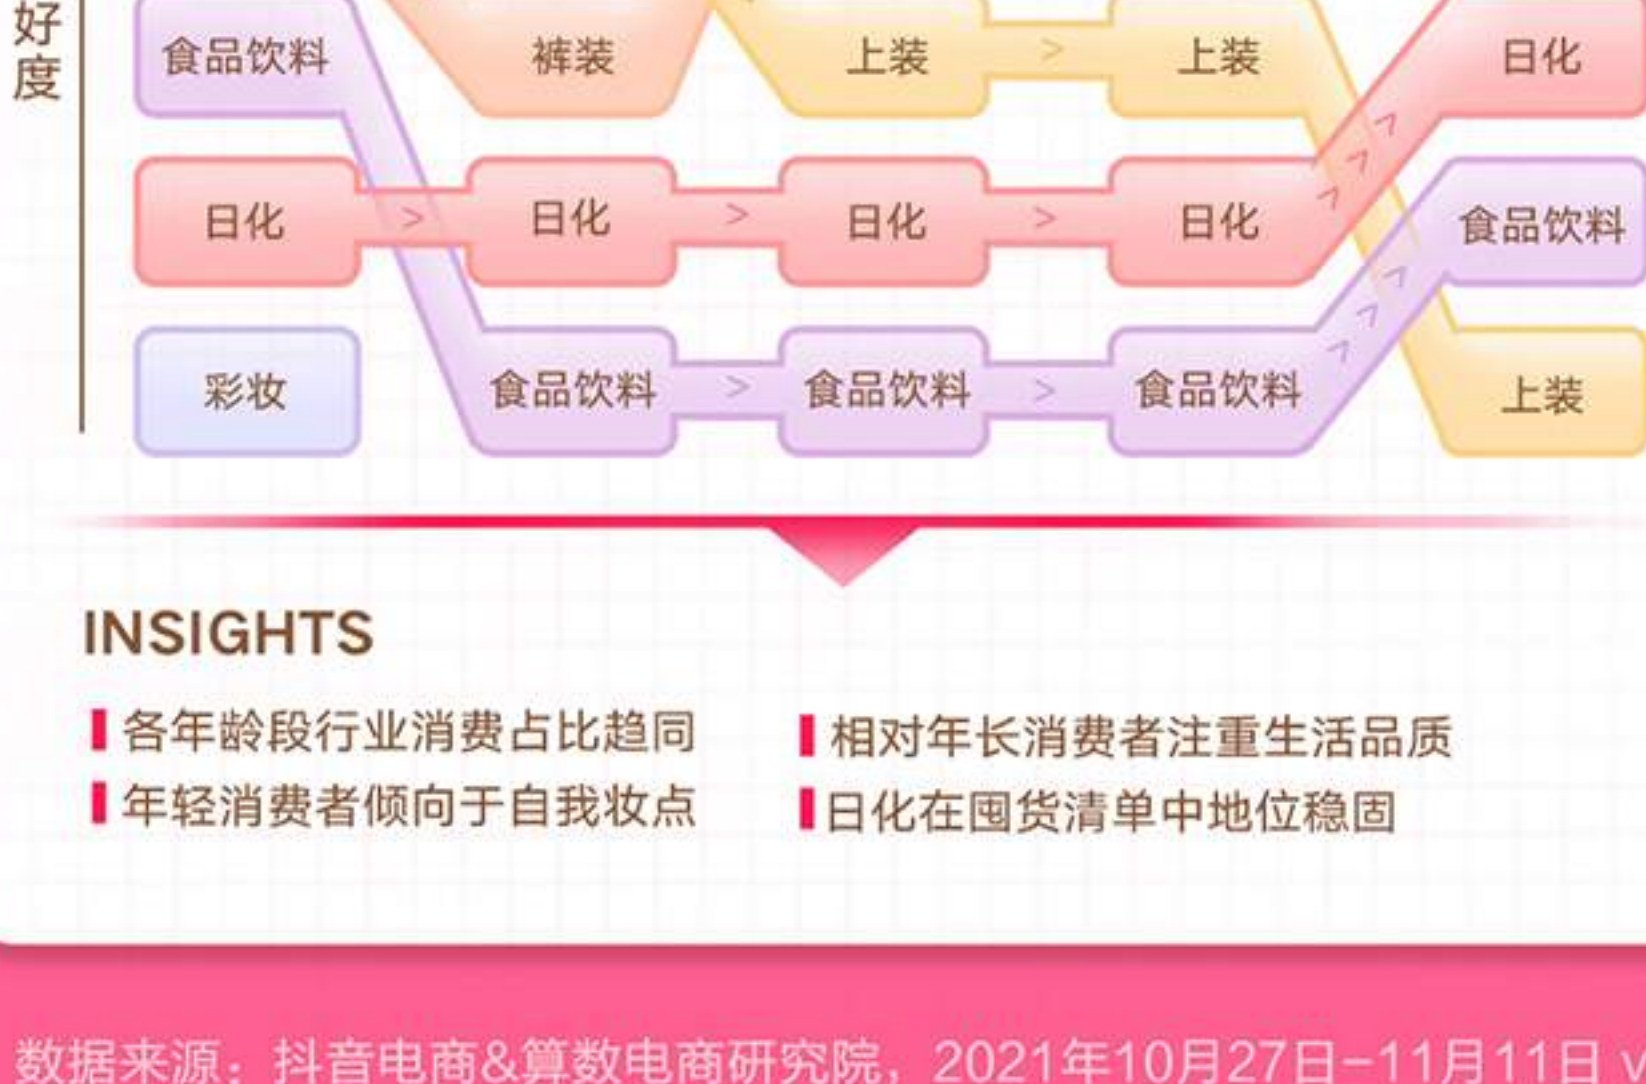 好度
食品饮料 裤装 上装 > 上装 日化
日化 > 日化 > 日化 > 日化 > > > 食品饮料
彩妆 食品饮料 > 食品饮料 > 食品饮料 > > > 上装
INSIGHTS
各年龄段行业消费占比趋同
年轻消费者倾向于自我妆点
相对年长消费者注重生活品质
日化在囤货清单中地位稳固
数据来源：抖音电商&算数电商研究院，2021年10月27日-11月11日 v